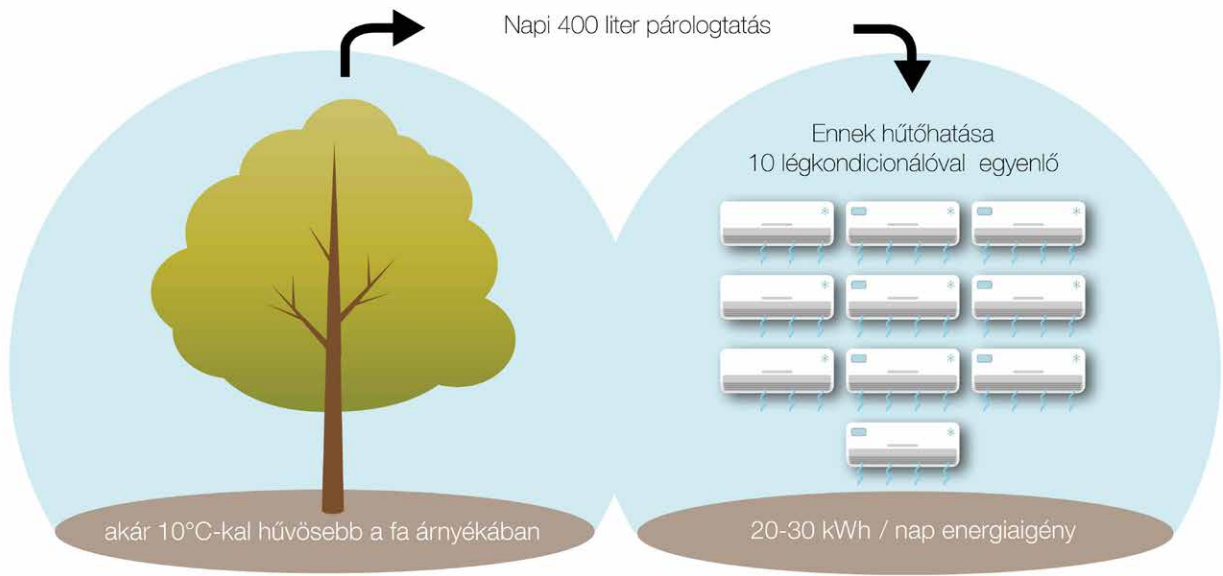 Napi 400 liter párologtatás
Ennek hűtőhatása
10 légkondicionálóval egyenlő
akár 10°C-kal hűvösebb a fa árnyékában
20-30 kWh / nap energiaigény